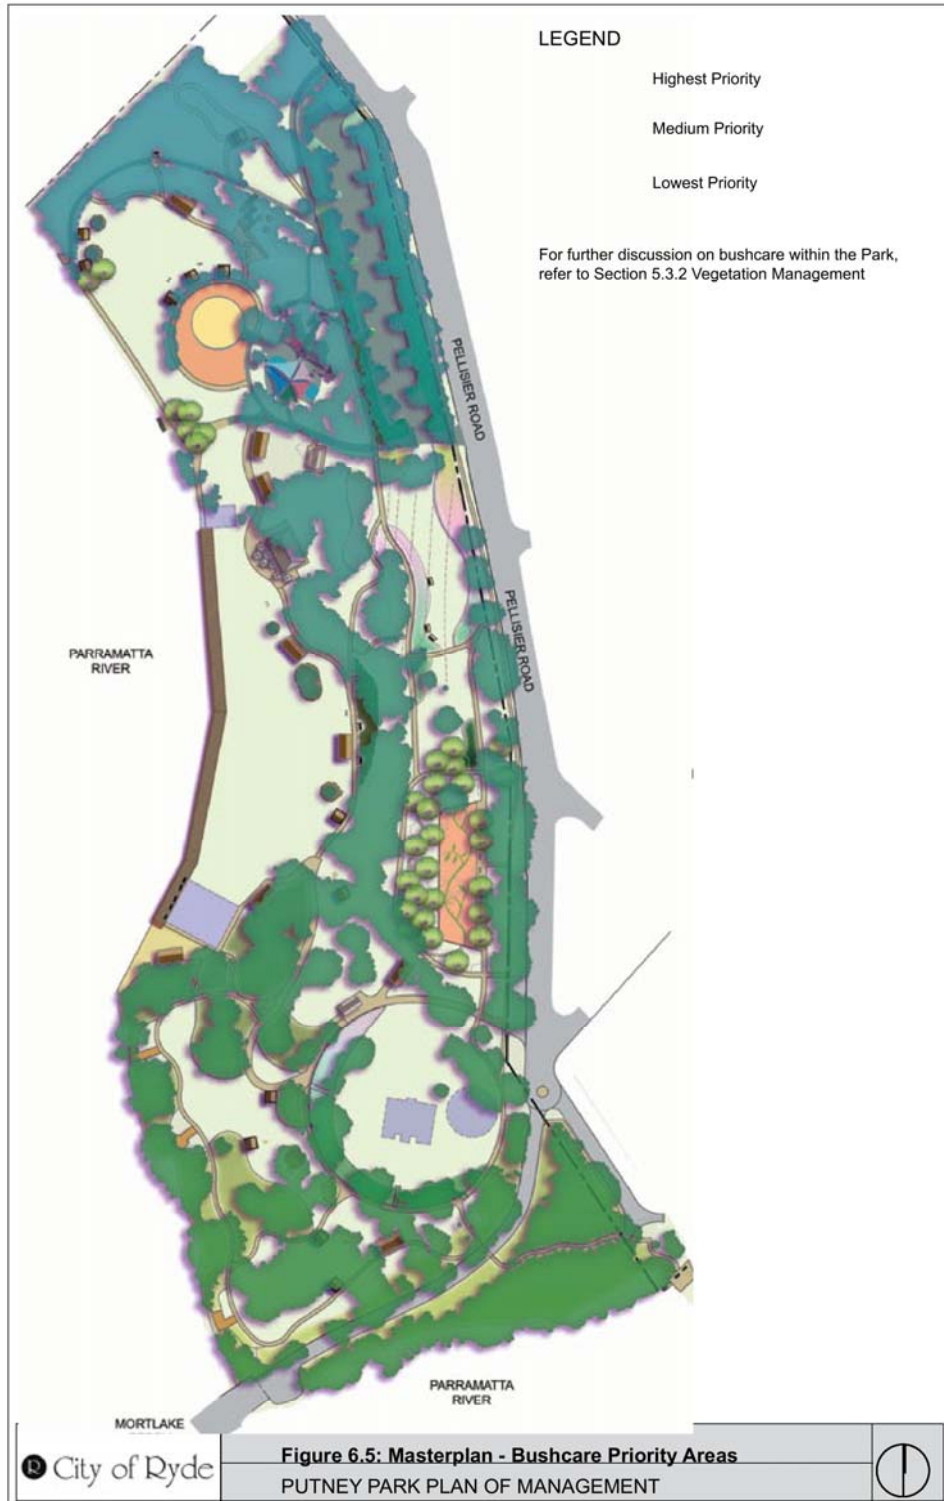 LEGEND
Highest Priority
Medium Priority
Lowest Priority
For further discussion on bushcare within the Park,
refer to Section 5.3.2 Vegetation Management
PELLISIER ROAD
PELLISIER ROAD
PARRAMATTA
RIVER
PARRAMATTA
RIVER
MORTLAKE
R City of Ryde
Figure 6.5: Masterplan - Bushcare Priority Areas
PUTNEY PARK PLAN OF MANAGEMENT